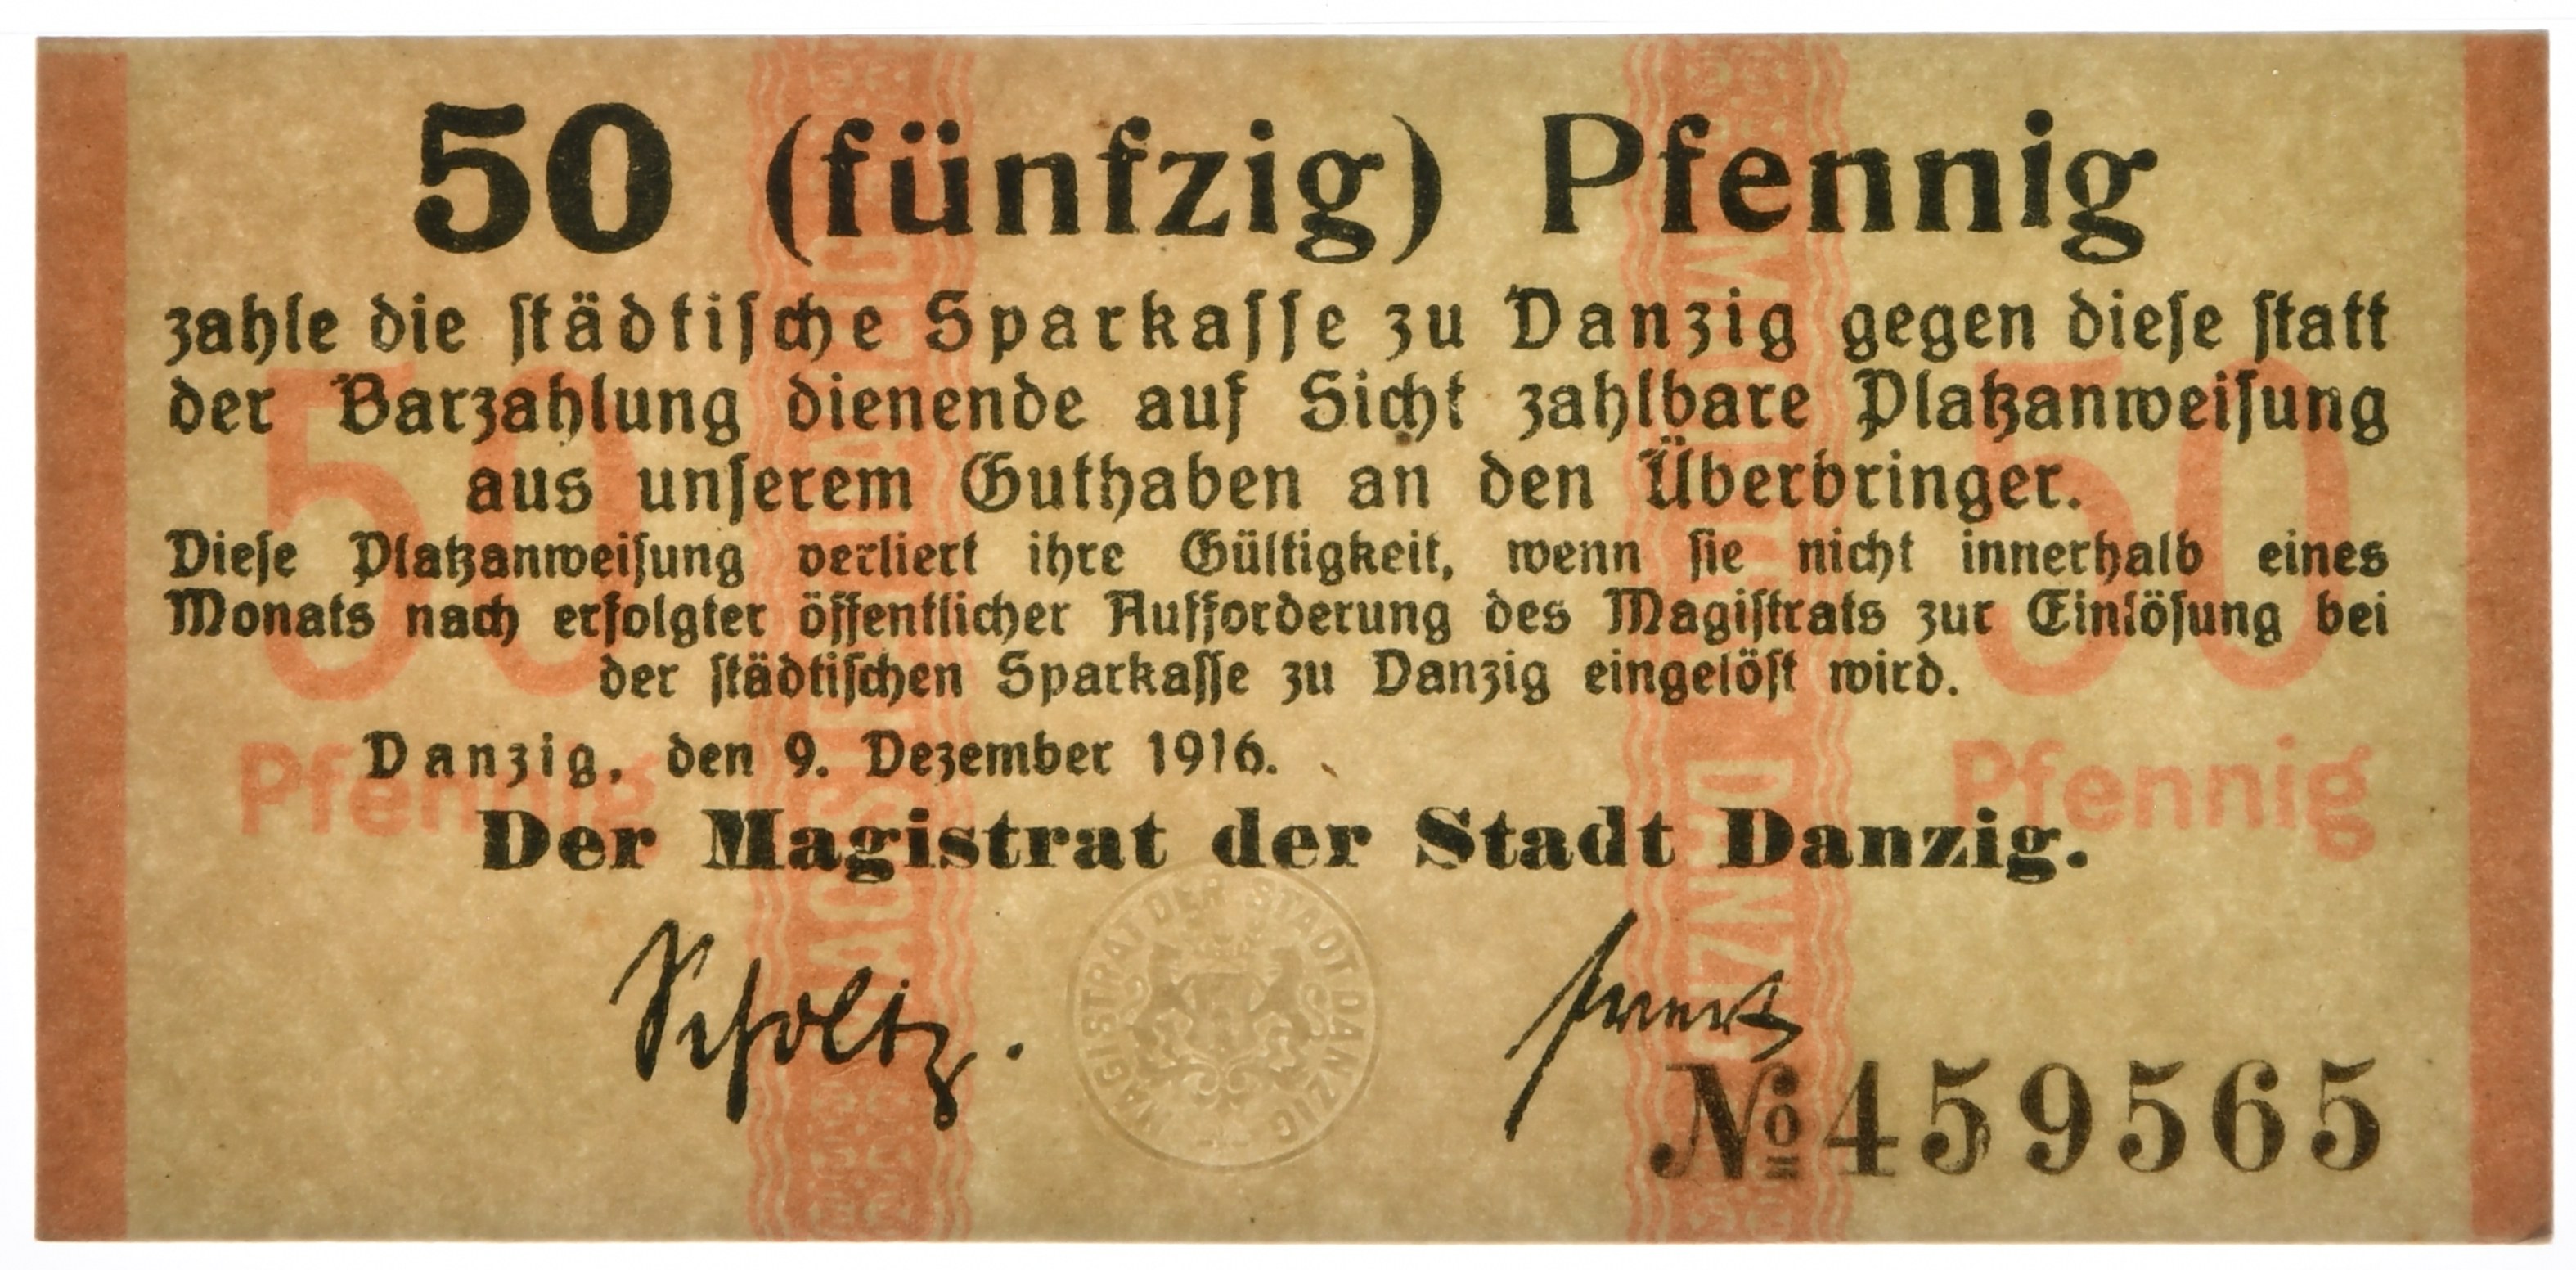 50 (fünfzig) Pfennig
zahle die ſtädtiſche Sparkaſſe zu Danzig gegen dieſe ſtatt
der Barzahlung dienende auf Sicht zahlbare Platzanweiſung
aus unſerem Guthaben an den Überbringer.
Dieſe Platzanweiſung verliert ihre Gültigkeit, wenn ſie nicht innerhalb eines
Monats nach erfolgter öffentlicher Aufforderung des Magiſtrats zur Einlöſung bei
der ſtädtiſchen Sparkaſſe zu Danzig eingelöſt wird.
Danzig, den 9. Dezember 1916.
Der Magistrat der Stadt Danzig.
Scholtz.
MAGISTRAT DER STADT DANZIG
№ 459565
50
Pfennig
50
Pfennig